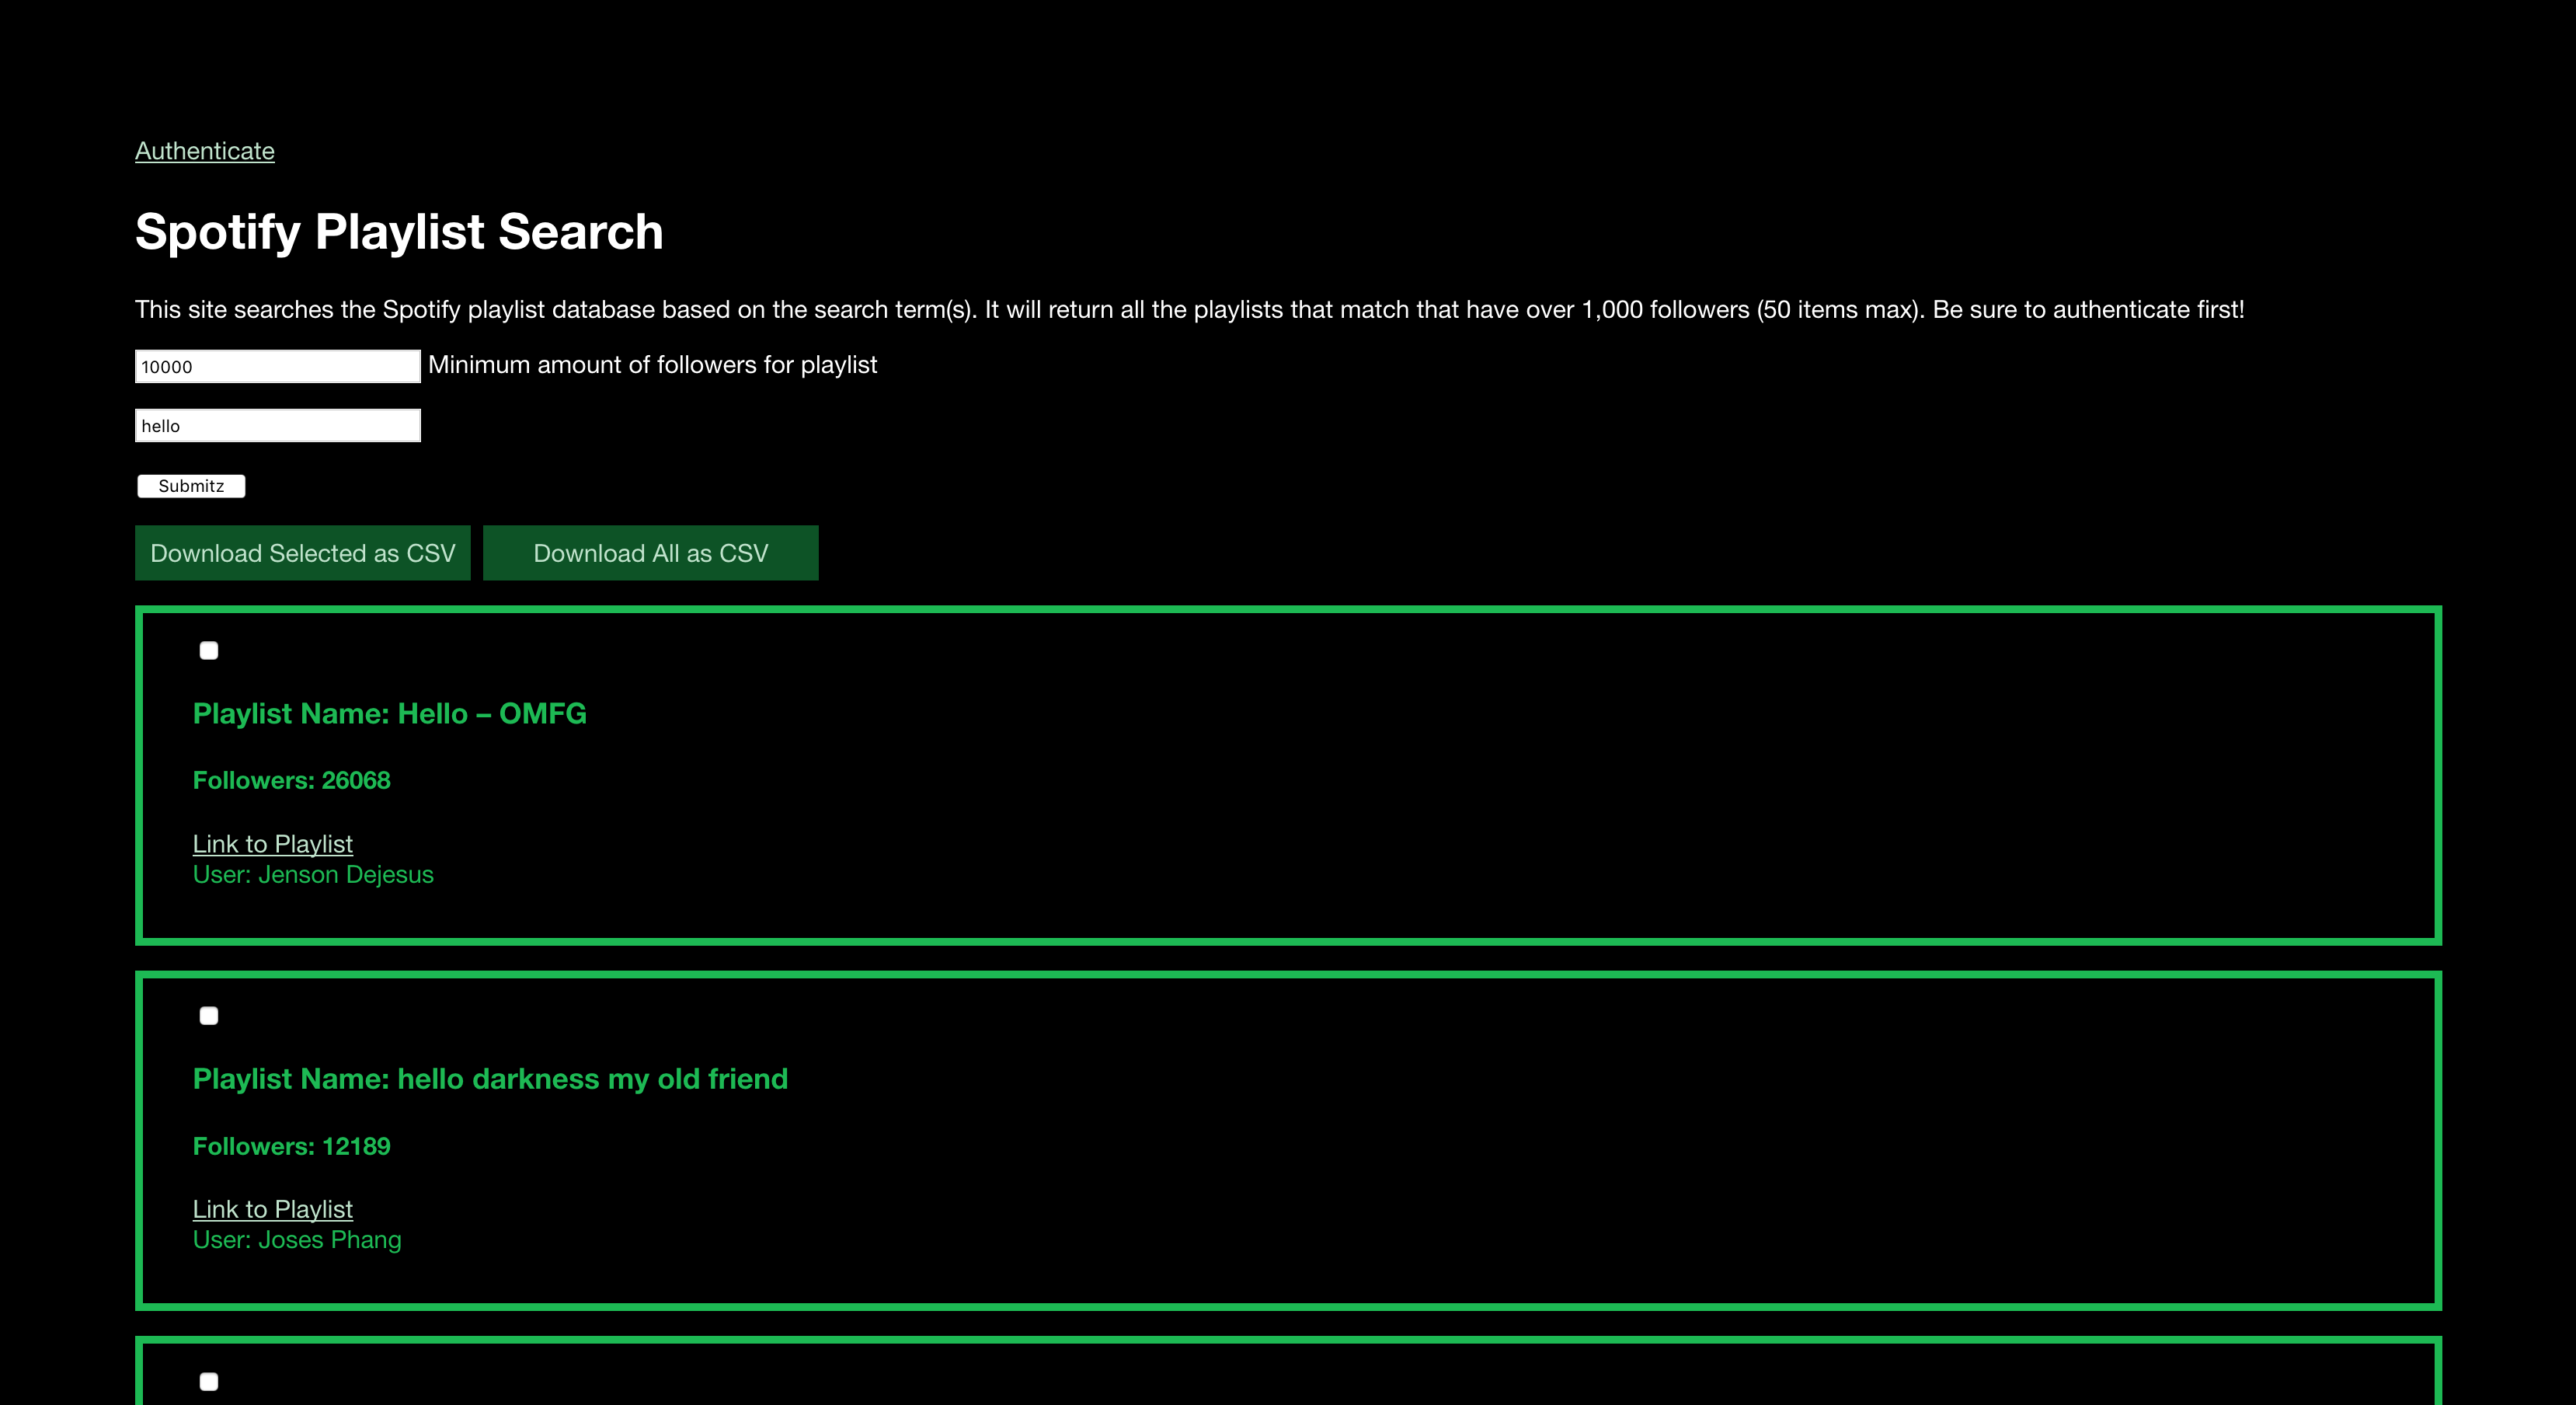 Authenticate
Spotify Playlist Search
This site searches the Spotify playlist database based on the search term(s). It will return all the playlists that match that have over 1,000 followers (50 items max). Be sure to authenticate first!
10000 Minimum amount of followers for playlist
hello
Submitz
Download Selected as CSV Download All as CSV
Playlist Name: Hello – OMFG
Followers: 26068
Link to Playlist
User: Jenson Dejesus
Playlist Name: hello darkness my old friend
Followers: 12189
Link to Playlist
User: Joses Phang